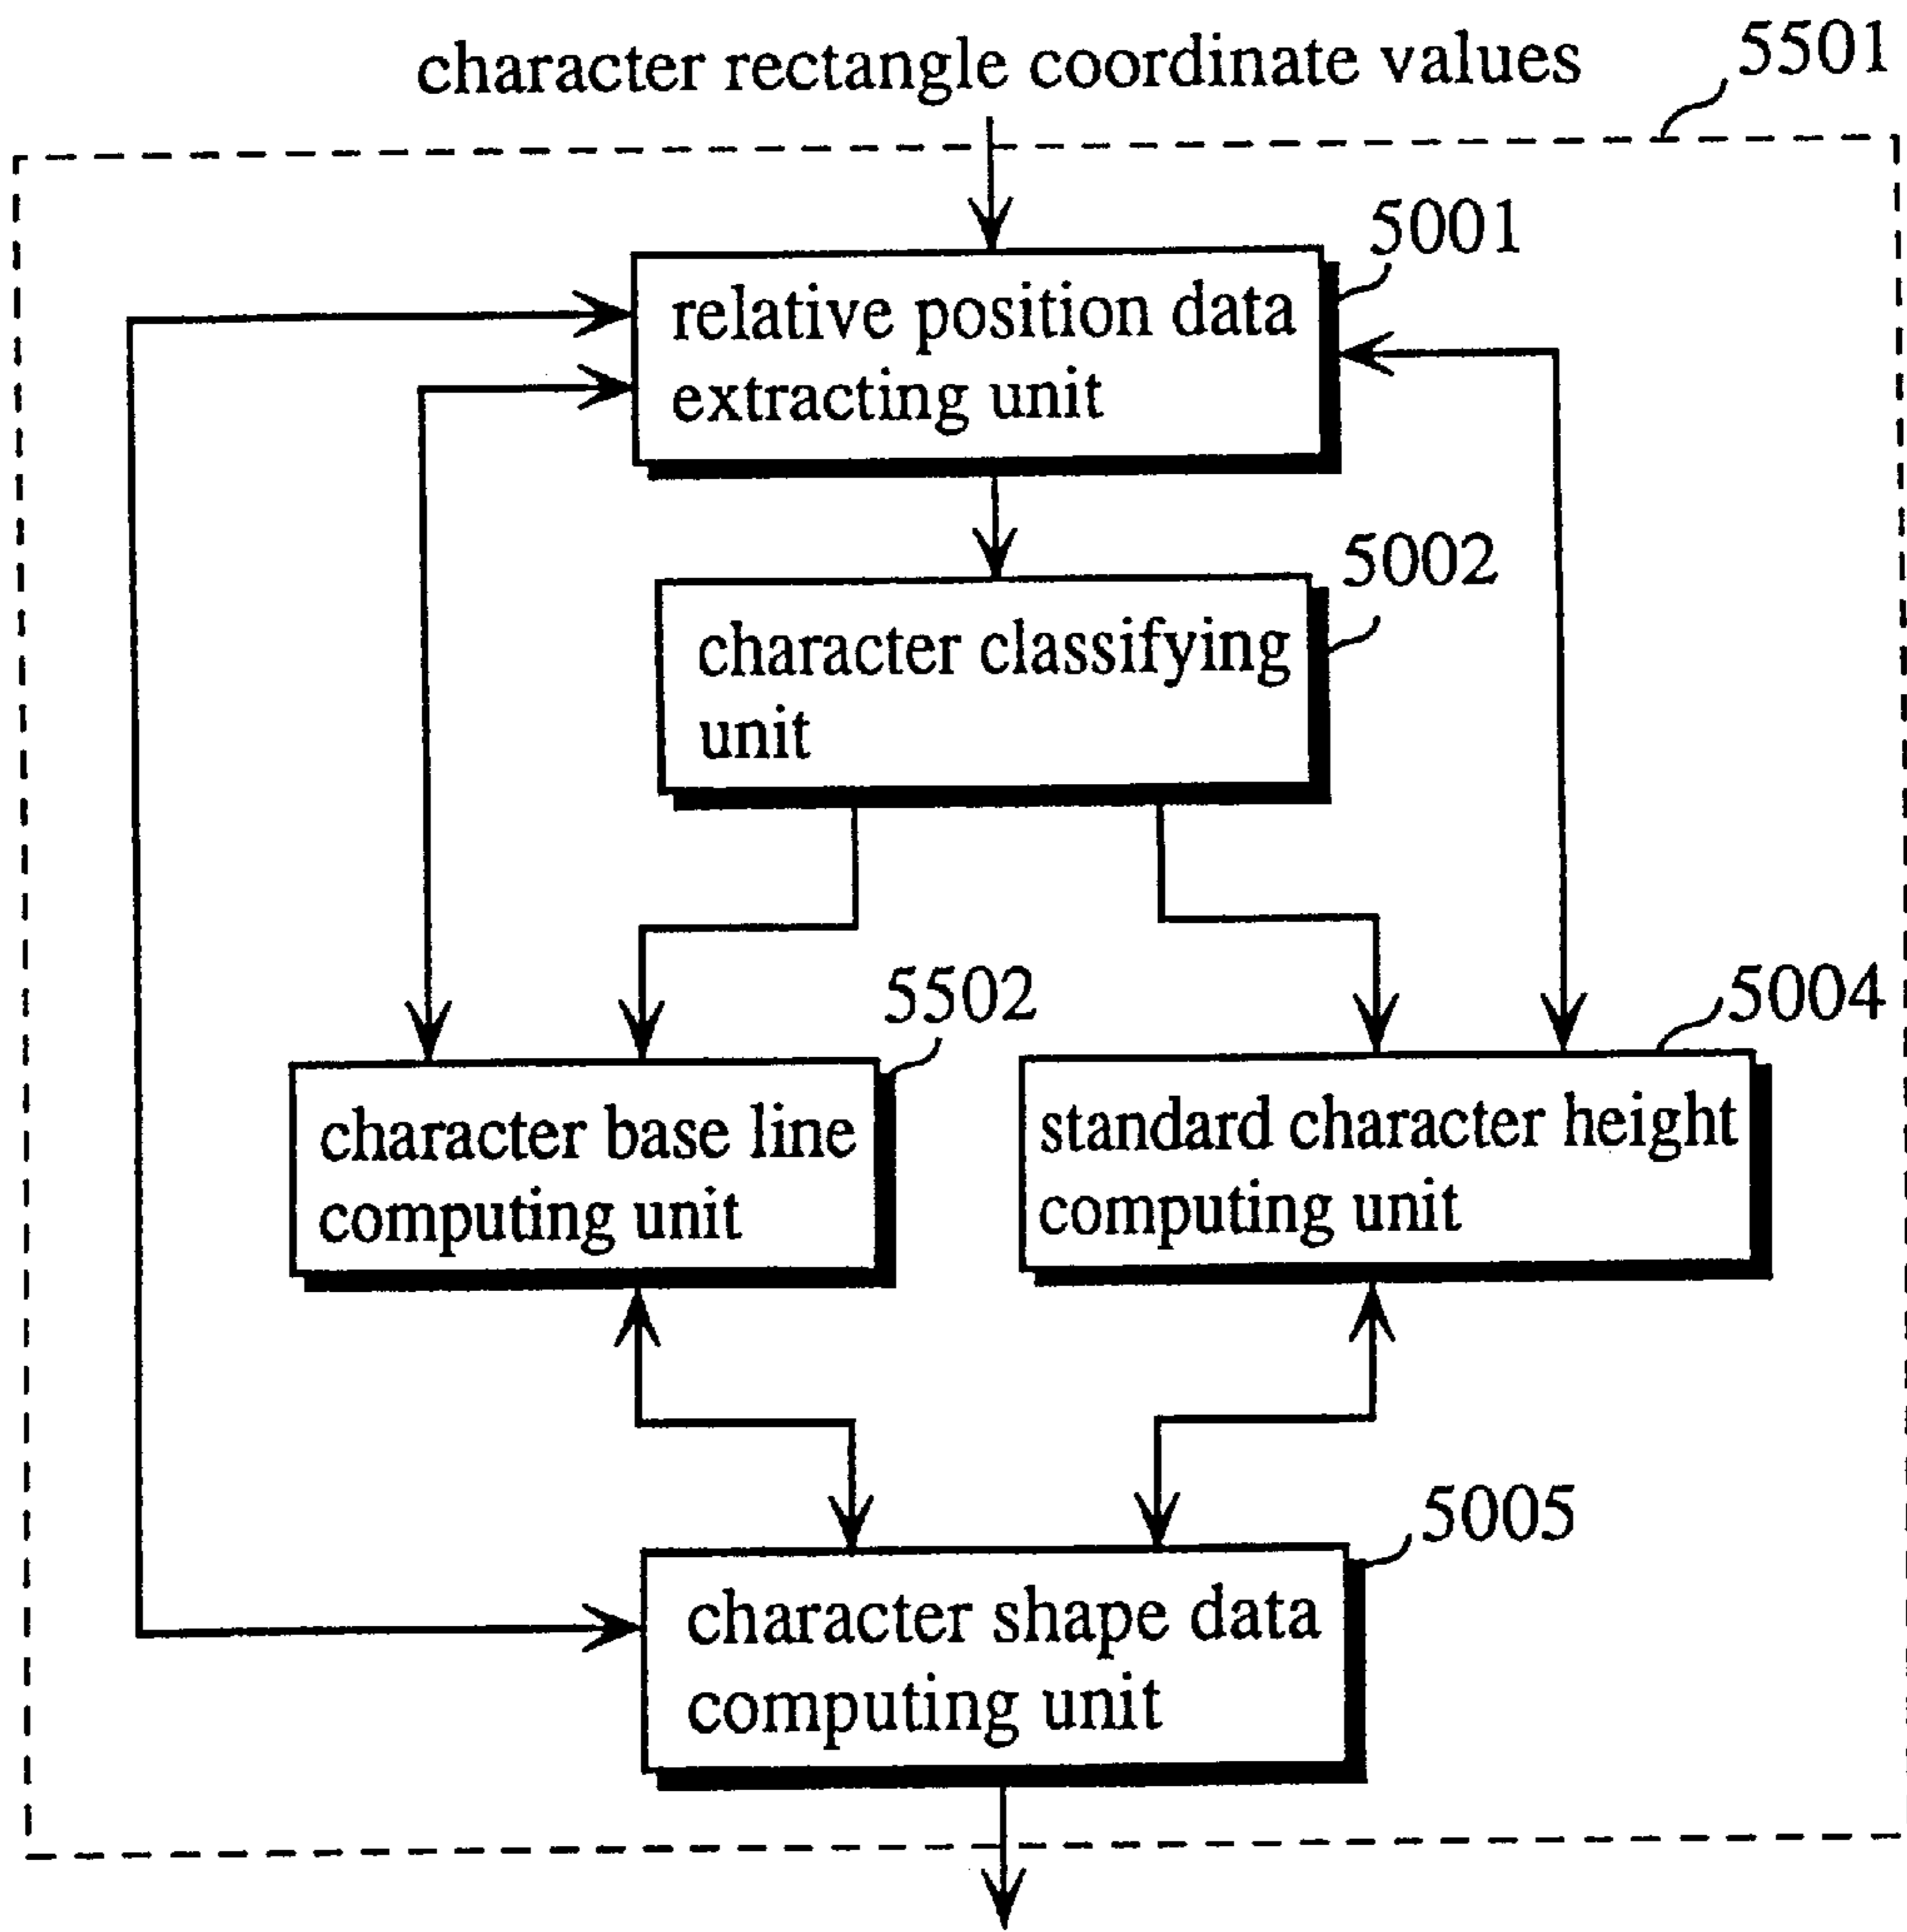 character rectangle coordinate values
5501
5001
relative position data
extracting unit
5002
character classifying
unit
5502
5004
character base line
computing unit
standard character height
computing unit
5005
character shape data
computing unit